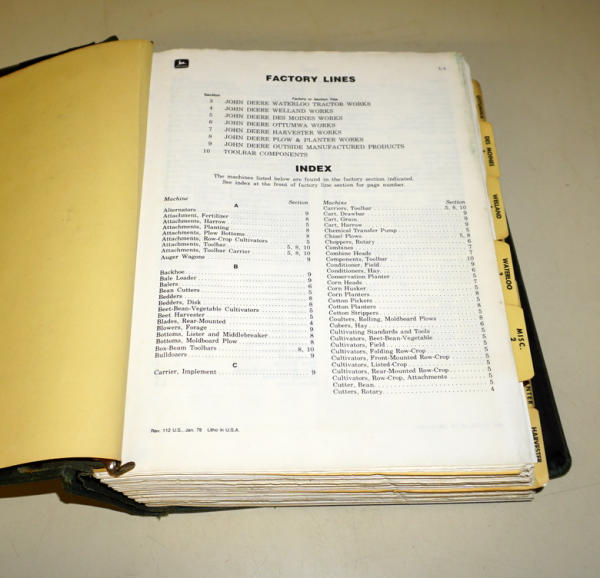 L-4
FACTORY LINES
Section Factory or Section Title
3 JOHN DEERE WATERLOO TRACTOR WORKS
4 JOHN DEERE WELLAND WORKS
5 JOHN DEERE DES MOINES WORKS
6 JOHN DEERE OTTUMWA WORKS
7 JOHN DEERE HARVESTER WORKS
8 JOHN DEERE PLOW & PLANTER WORKS
9 JOHN DEERE OUTSIDE MANUFACTURED PRODUCTS
10 TOOLBAR COMPONENTS
INDEX
The machines listed below are found in the factory section indicated.
See index at the front of factory line section for page number.
Machine Section
A
Alternators
Attachment, Fertilizer
Attachments, Harrow
Attachments, Planting
Attachments, Plow Bottoms
Attachments, Row-Crop Cultivators
Attachments, Toolbar 5, 8, 10
Attachments, Toolbar Carrier 5, 8, 10
Auger Wagons 9
B
Backhoe 9
Bale Loader 9
Balers 6
Bean Cutters 5
Bedders 8
Bedders, Disk 8
Beet-Bean-Vegetable Cultivators 5
Beet Harvester 5
Blades, Rear-Mounted 4
Blowers, Forage 9
Bottoms, Lister and Middlebreaker 8
Bottoms, Moldboard Plow 8
Box-Beam Toolbars 8, 10
Bulldozers 9
C
Carrier, Implement 9
Machine Section
Carriers, Toolbar 5, 8, 10
Cart, Drawbar 9
Cart, Grain 9
Cart, Harrow 5
Chemical Transfer Pump 5
Chisel Plows 5, 8
Choppers, Rotary 6
Combines 7
Combine Heads 7
Components, Toolbar 10
Conditioner, Field 9
Conditioners, Hay 6
Conservation Planter 5
Corn Heads 7
Corn Husker 5
Corn Planters 8
Cotton Pickers 5
Cotton Planters 8
Cotton Strippers 5
Coulters, Rolling, Moldboard Plows 8
Cubers, Hay 6
Cultivating Standards and Tools 5
Cultivators, Beet-Bean-Vegetable 5
Cultivators, Field 5
Cultivators, Folding Row-Crop 5
Cultivators, Front-Mounted Row-Crop 5
Cultivators, Listed-Crop 5
Cultivators, Rear-Mounted Row-Crop 5
Cultivators, Row-Crop, Attachments 5
Cutter, Bean 5
Cutters, Rotary 4
Rev. 112 U.S., Jan. 78 Litho in U.S.A.
DES MOINES
WELLAND
WATERLOO
MISC. 2
HARVESTER